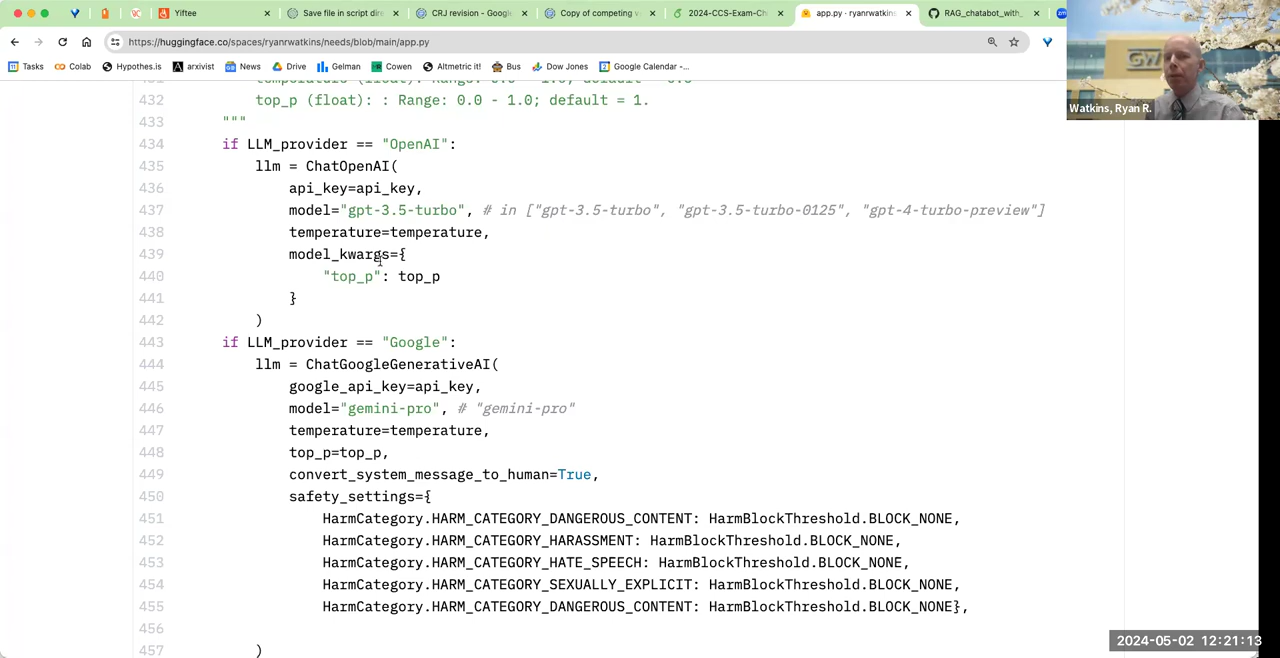 Yiftee
Save file in script dire
CRJ revision - Googl
Copy of competing v
2024-CCS-Exam-Ch
app.py · ryanrwatkins
RAG_chatabot_with_
zm
https://huggingface.co/spaces/ryanrwatkins/needs/blob/main/app.py
Tasks
Colab
Hypothes.is
arxivist
News
Drive
Gelman
Cowen
Altmetric it!
Bus
Dow Jones
Google Calendar -...
GW
Watkins, Ryan R.
432 top_p (float): : Range: 0.0 - 1.0; default = 1.
433 """
434 if LLM_provider == "OpenAI":
435 llm = ChatOpenAI(
436 api_key=api_key,
437 model="gpt-3.5-turbo", # in ["gpt-3.5-turbo", "gpt-3.5-turbo-0125", "gpt-4-turbo-preview"]
438 temperature=temperature,
439 model_kwargs={
440 "top_p": top_p
441 }
442 )
443 if LLM_provider == "Google":
444 llm = ChatGoogleGenerativeAI(
445 google_api_key=api_key,
446 model="gemini-pro", # "gemini-pro"
447 temperature=temperature,
448 top_p=top_p,
449 convert_system_message_to_human=True,
450 safety_settings={
451 HarmCategory.HARM_CATEGORY_DANGEROUS_CONTENT: HarmBlockThreshold.BLOCK_NONE,
452 HarmCategory.HARM_CATEGORY_HARASSMENT: HarmBlockThreshold.BLOCK_NONE,
453 HarmCategory.HARM_CATEGORY_HATE_SPEECH: HarmBlockThreshold.BLOCK_NONE,
454 HarmCategory.HARM_CATEGORY_SEXUALLY_EXPLICIT: HarmBlockThreshold.BLOCK_NONE,
455 HarmCategory.HARM_CATEGORY_DANGEROUS_CONTENT: HarmBlockThreshold.BLOCK_NONE},
456
457 )
2024-05-02 12:21:13